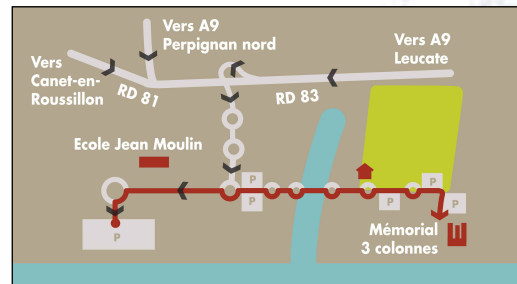 Vers A9
Perpignan nord
Vers A9
Leucate
Vers
Canet-en-
Roussillon
RD 81
RD 83
Ecole Jean Moulin
P
P
P
P
P
P
Mémorial
3 colonnes